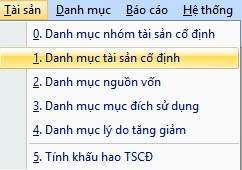 Tài sản Danh mục Báo cáo Hệ thống
0. Danh mục nhóm tài sản cố định
1. Danh mục tài sản cố định
2. Danh mục nguồn vốn
3. Danh mục mục đích sử dụng
4. Danh mục lý do tăng giảm
5. Tính khấu hao TSCĐ